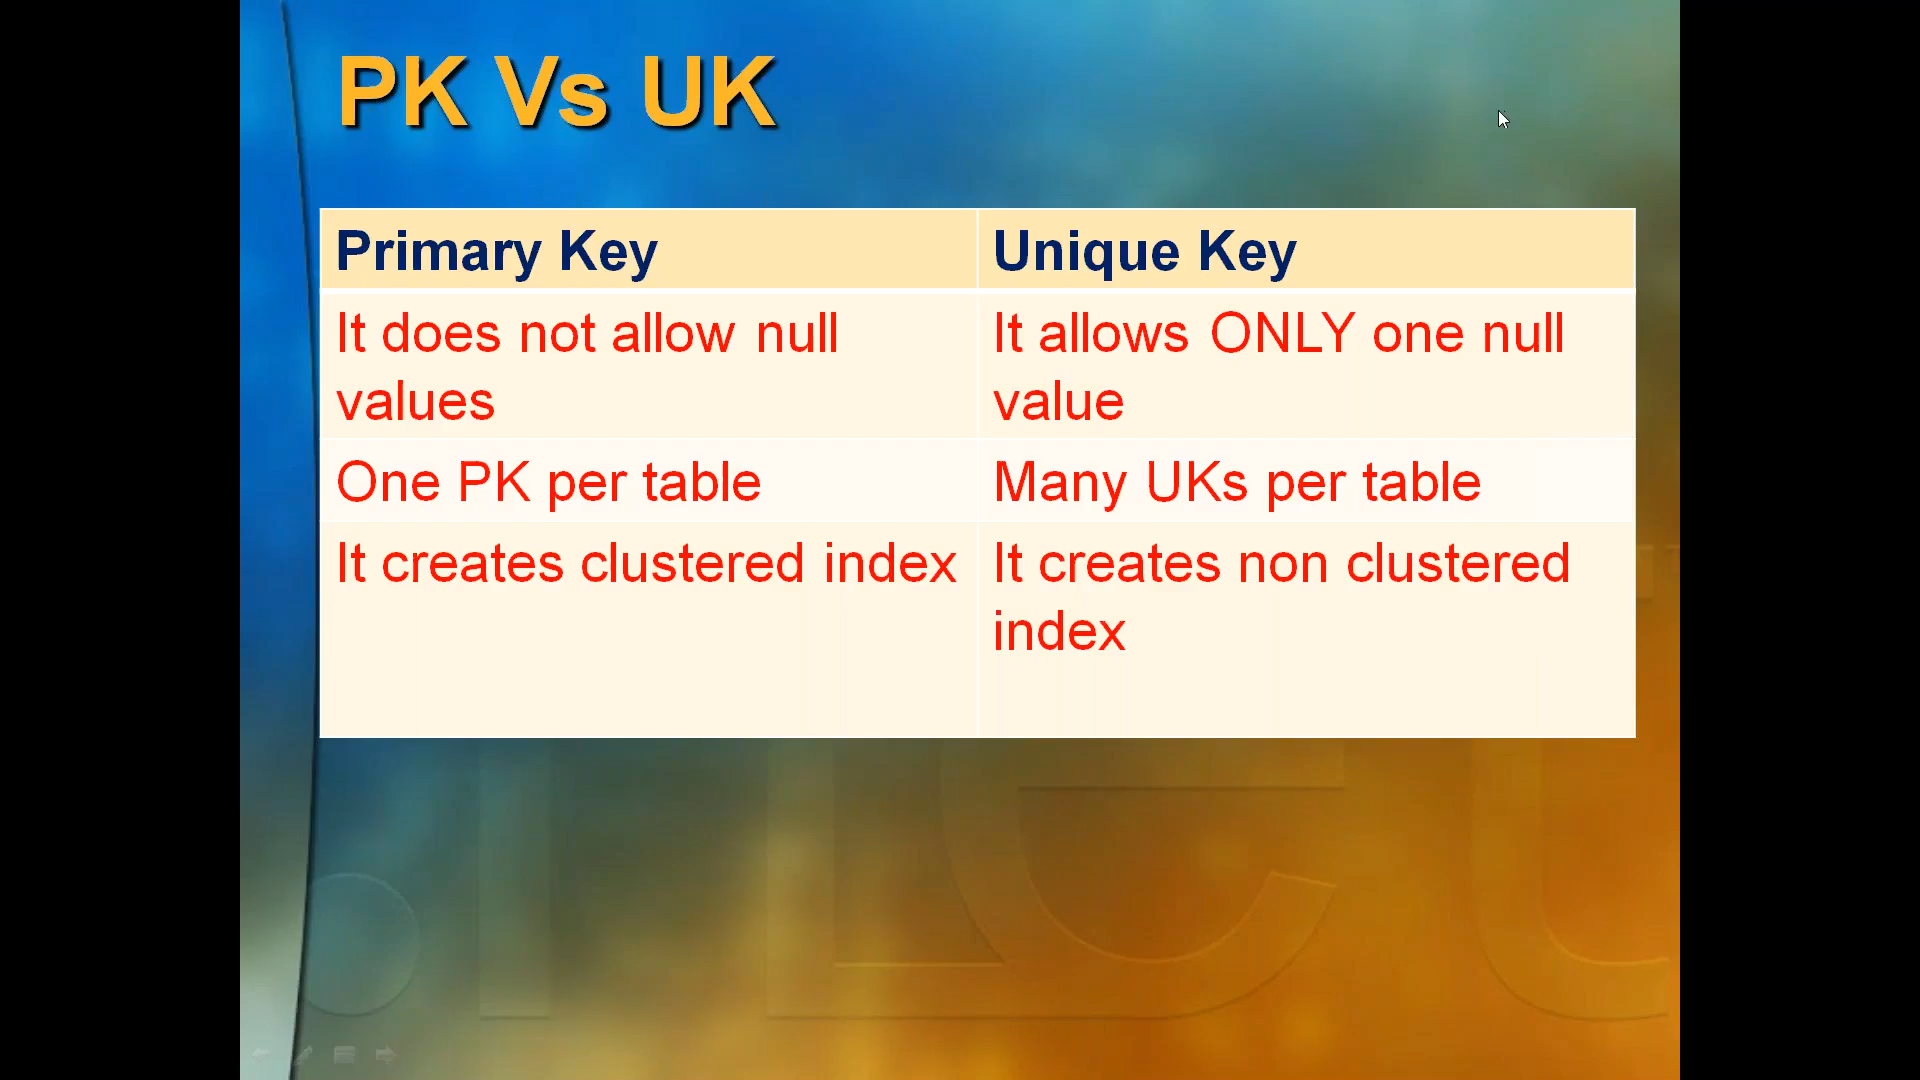 PK Vs UK
Primary Key
Unique Key
It does not allow null
values
It allows ONLY one null
value
One PK per table
Many UKs per table
It creates clustered index
It creates non clustered
index